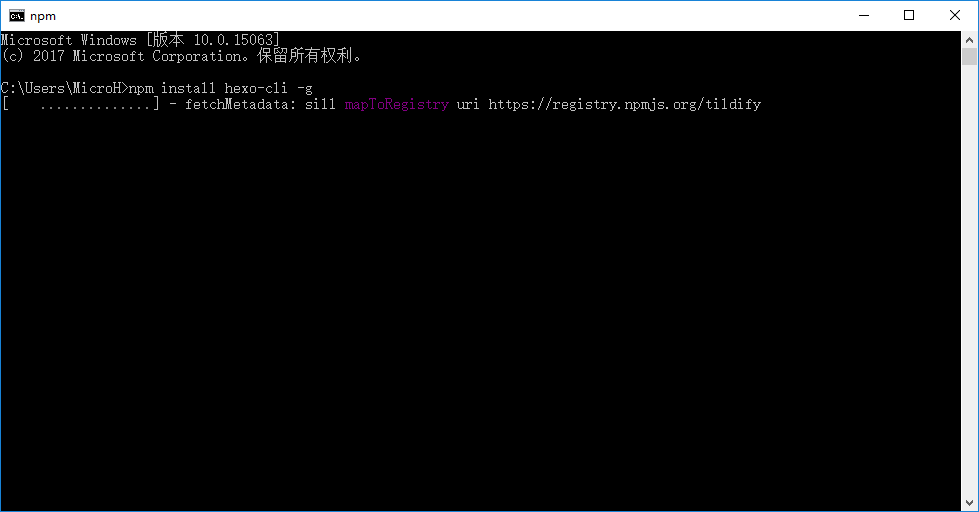 npm
Microsoft Windows [版本 10.0.15063]
(c) 2017 Microsoft Corporation。保留所有权利。
C:\Users\MicroH>npm install hexo-cli -g
[    ..............] - fetchMetadata: sill mapToRegistry uri https://registry.npmjs.org/tildify